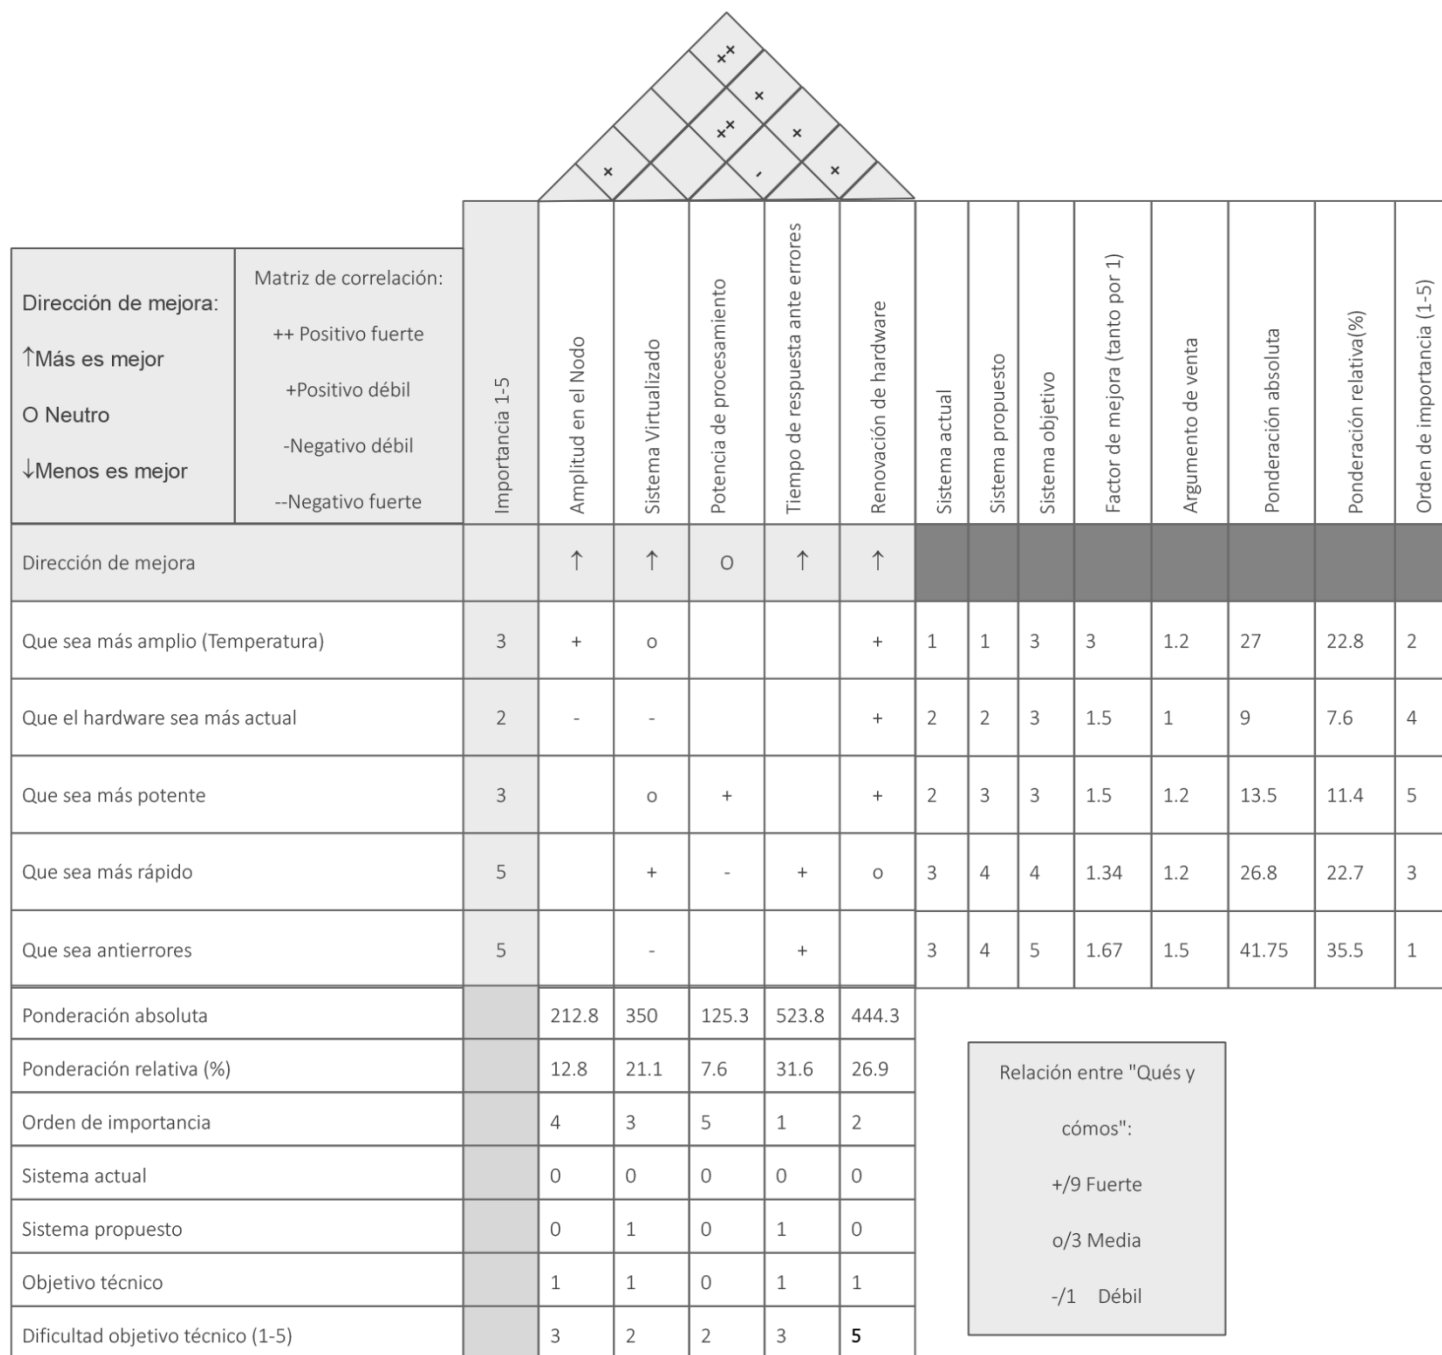 ++
+
++ +
+ - +
Dirección de mejora:
↑Más es mejor
O Neutro
↓Menos es mejor
Matriz de correlación:
++ Positivo fuerte
+Positivo débil
-Negativo débil
--Negativo fuerte
Importancia 1-5
Amplitud en el Nodo
Sistema Virtualizado
Potencia de procesamiento
Tiempo de respuesta ante errores
Renovación de hardware
Sistema actual
Sistema propuesto
Sistema objetivo
Factor de mejora (tanto por 1)
Argumento de venta
Ponderación absoluta
Ponderación relativa(%)
Orden de importancia (1-5)
Dirección de mejora ↑ ↑ O ↑ ↑
Que sea más amplio (Temperatura) 3 + o + 1 1 3 3 1.2 27 22.8 2
Que el hardware sea más actual 2 - - + 2 2 3 1.5 1 9 7.6 4
Que sea más potente 3 o + + 2 3 3 1.5 1.2 13.5 11.4 5
Que sea más rápido 5 + - + o 3 4 4 1.34 1.2 26.8 22.7 3
Que sea antierrores 5 - + 3 4 5 1.67 1.5 41.75 35.5 1
Ponderación absoluta 212.8 350 125.3 523.8 444.3
Ponderación relativa (%) 12.8 21.1 7.6 31.6 26.9
Orden de importancia 4 3 5 1 2
Sistema actual 0 0 0 0 0
Sistema propuesto 0 1 0 1 0
Objetivo técnico 1 1 0 1 1
Dificultad objetivo técnico (1-5) 3 2 2 3 5
Relación entre "Qués y
cómos":
+/9 Fuerte
o/3 Media
-/1 Débil